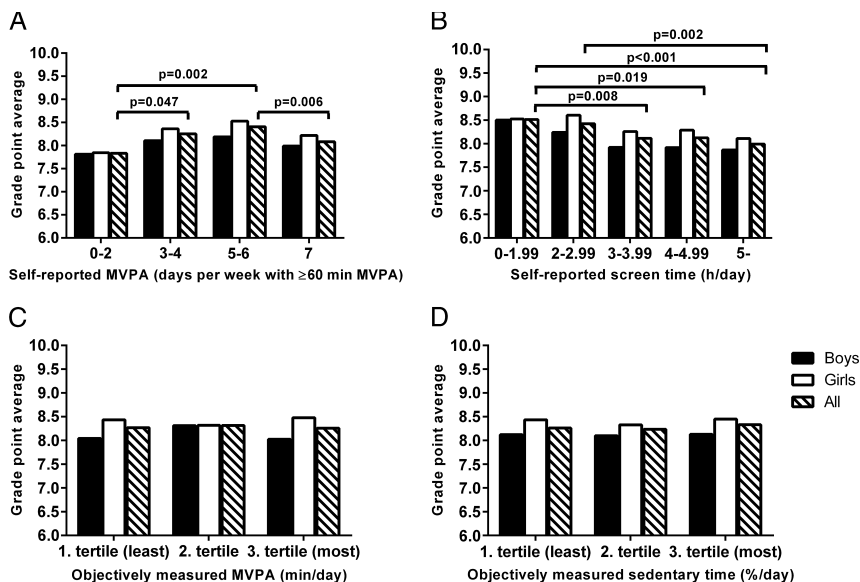 A
10.0
9.5
9.0
8.5
8.0
7.5
7.0
6.5
6.0
Grade point average
p=0.002
p=0.047
p=0.006
0-2
3-4
5-6
7
Self-reported MVPA (days per week with ≥60 min MVPA)
B
10.0
9.5
9.0
8.5
8.0
7.5
7.0
6.5
6.0
Grade point average
p=0.002
p<0.001
p=0.019
p=0.008
0-1.99
2-2.99
3-3.99
4-4.99
5-
Self-reported screen time (h/day)
C
10.0
9.5
9.0
8.5
8.0
7.5
7.0
6.5
6.0
Grade point average
1. tertile (least)
2. tertile
3. tertile (most)
Objectively measured MVPA (min/day)
D
10.0
9.5
9.0
8.5
8.0
7.5
7.0
6.5
6.0
Grade point average
1. tertile (least)
2. tertile
3. tertile (most)
Objectively measured sedentary time (%/day)
Boys
Girls
All